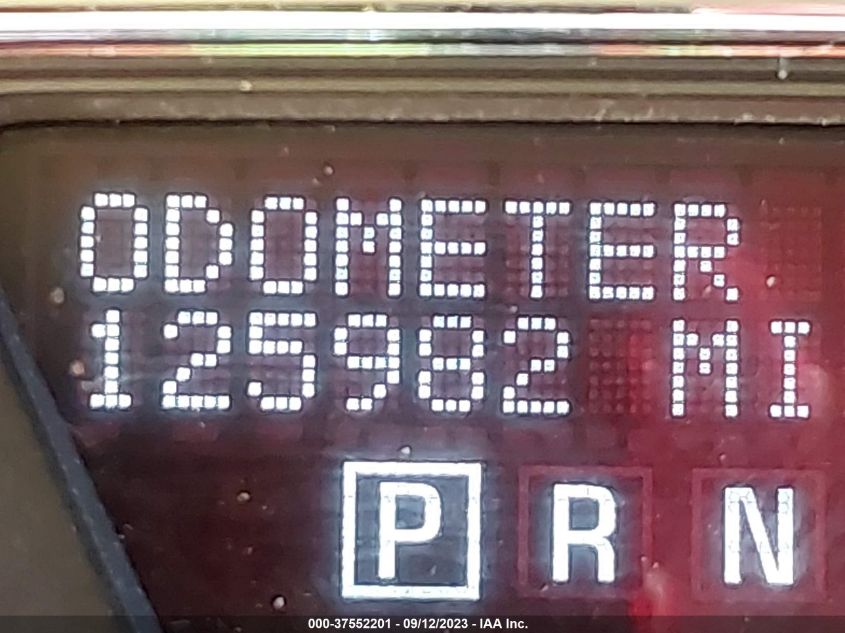 ODOMETER
125982 MI
P R N
000-37552201 - 09/12/2023 - IAA Inc.